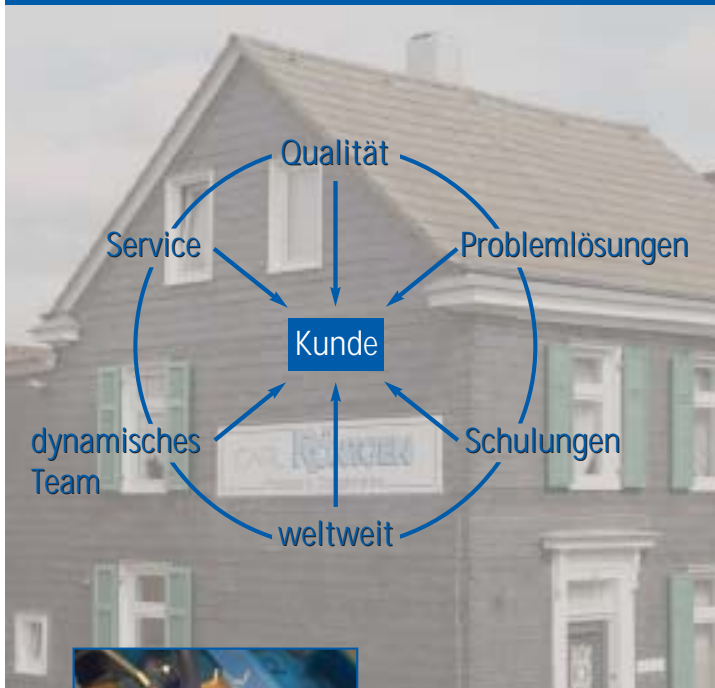 Qualität
Service
Problemlösungen
Kunde
dynamisches
Team
Schulungen
weltweit